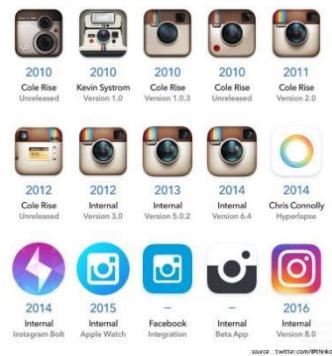 2010 2010 2010 2010 2011
Cole Rise Kevin Systrom Cole Rise Cole Rise Cole Rise
Unreleased Version 1.0 Version 1.0.3 Unreleased Version 2.0
2012 2012 2013 2014 2014
Cole Rise Internal Internal Internal Chris Connolly
Unreleased Version 3.0 Version 5.0.2 Version 6.4 Hyperlapse
2014 2015 – – 2016
Internal Internal Facebook Internal Internal
Instagram Bolt Apple Watch Integration Beta App Version 8.0